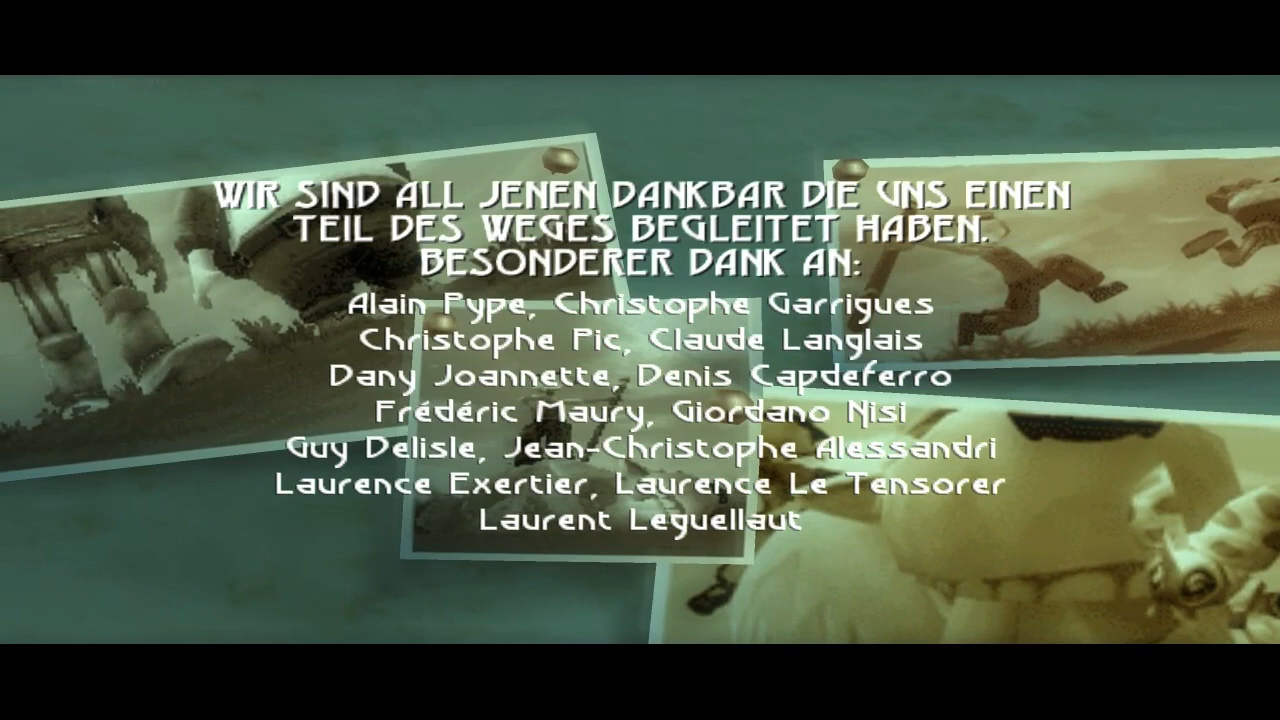 WIR SIND ALL JENEN DANKBAR DIE UNS EINEN
TEIL DES WEGES BEGLEITET HABEN.
BESONDERER DANK AN:
Alain Pype, Christophe Garrigues
Christophe Pic, Claude Langlais
Dany Joannette, Denis Capdeferro
Frédéric Maury, Giordano Nisi
Guy Delisle, Jean-Christophe Alessandri
Laurence Exertier, Laurence Le Tensorer
Laurent Leguellaut